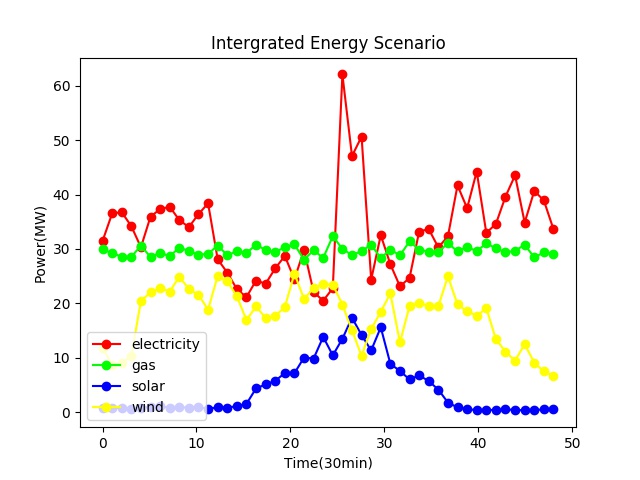 Intergrated Energy Scenario
Power(MW)
60
50
40
30
20
10
0
electricity
gas
solar
wind
0 10 20 30 40 50
Time(30min)